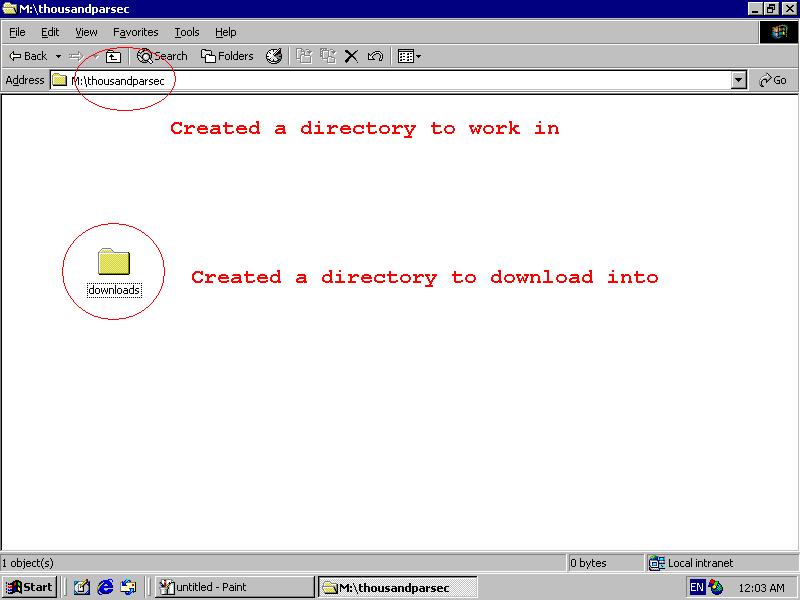 M:\thousandparsec
File Edit View Favorites Tools Help
Back Search Folders
Address M:\thousandparsec Go
Created a directory to work in
downloads
Created a directory to download into
1 object(s) 0 bytes Local intranet
Start untitled - Paint M:\thousandparsec EN 12:03 AM